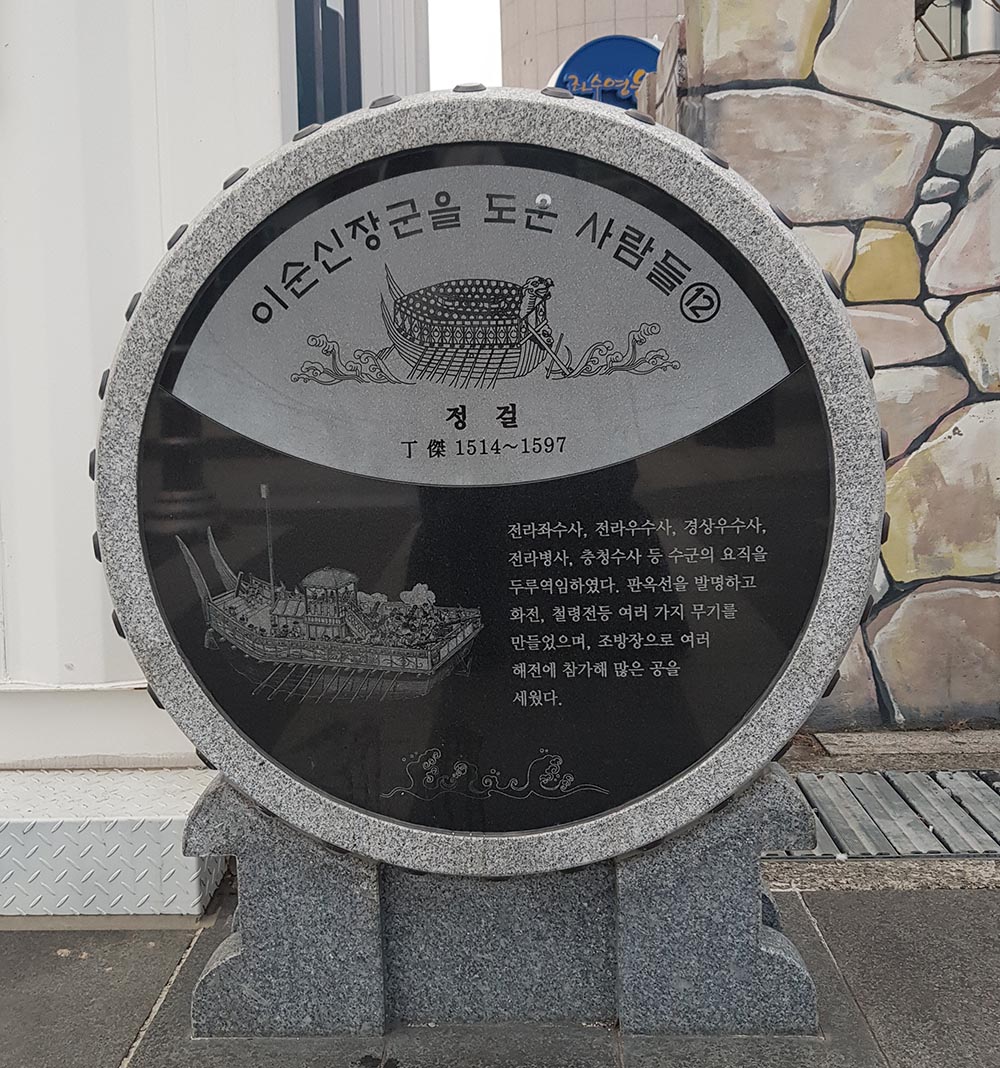 좌수영
이순신장군을 도운 사람들⑫
정 걸
丁 傑 1514~1597
전라좌수사, 전라우수사, 경상우수사,
전라병사, 충청수사 등 수군의 요직을
두루역임하였다. 판옥선을 발명하고
화전, 철령전등 여러 가지 무기를
만들었으며, 조방장으로 여러
해전에 참가해 많은 공을
세웠다.